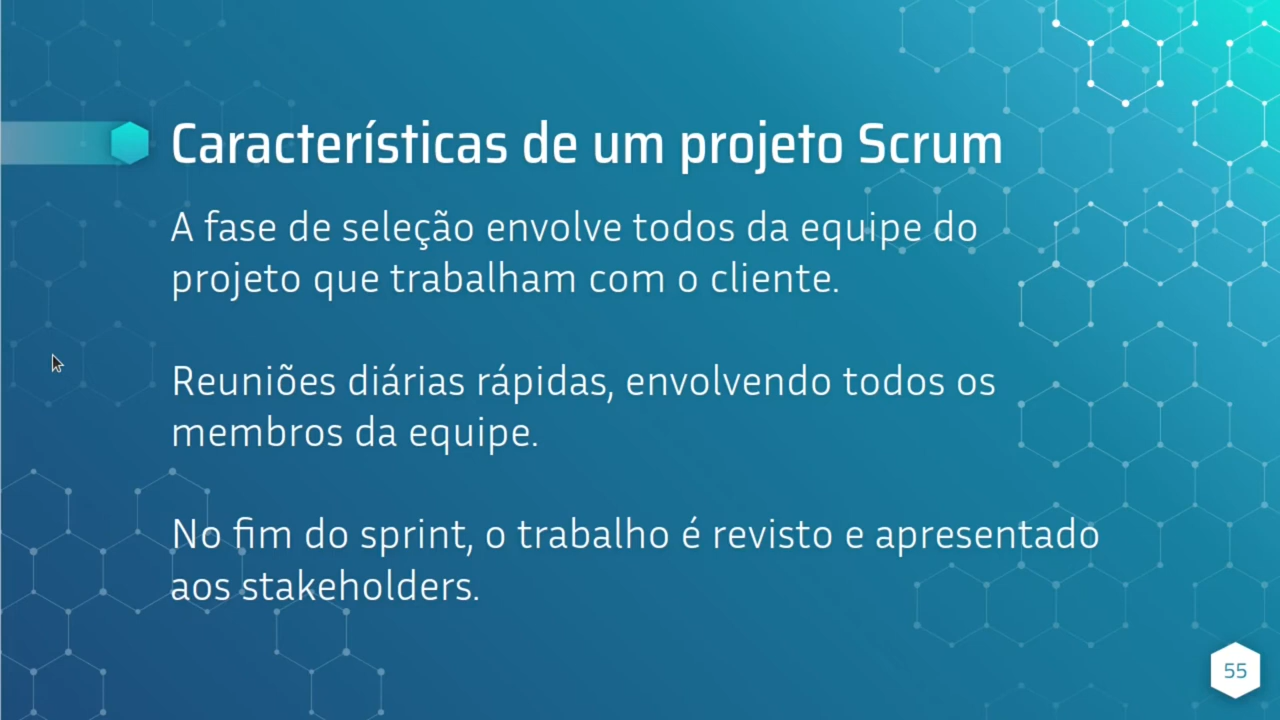 Características de um projeto Scrum
A fase de seleção envolve todos da equipe do
projeto que trabalham com o cliente.
Reuniões diárias rápidas, envolvendo todos os
membros da equipe.
No fim do sprint, o trabalho é revisto e apresentado
aos stakeholders.
55